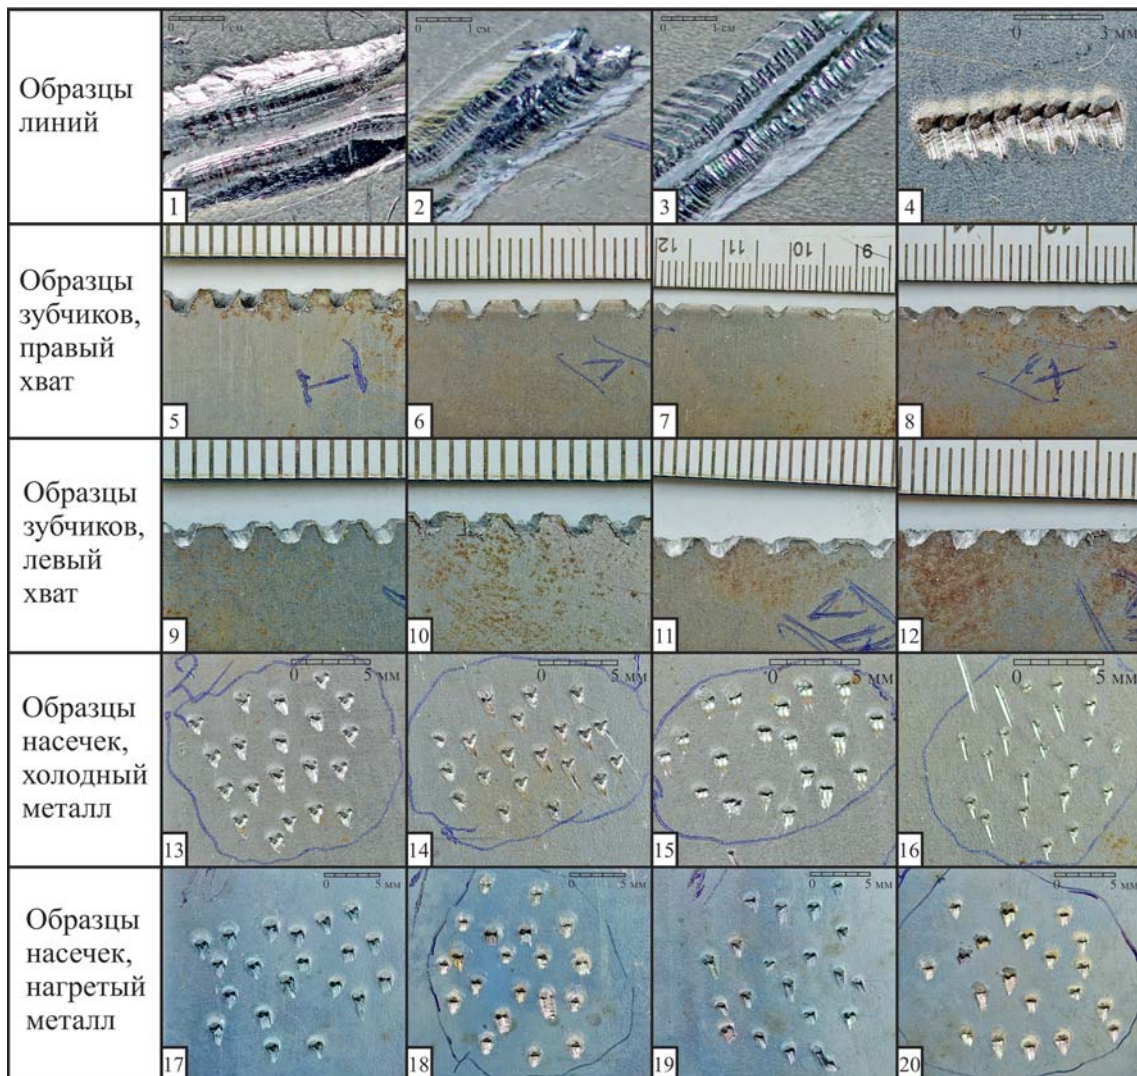 Образцы
линий
0 1 см
1
0 1 см
2
0 1 см
3
0 3 мм
4
Образцы
зубчиков,
правый
хват
5
6
12 11 10 9
7
11 10
8
Образцы
зубчиков,
левый
хват
9
10
11
12
Образцы
насечек,
холодный
металл
0 5 мм
13
0 5 мм
14
0 5 мм
15
0 5 мм
16
Образцы
насечек,
нагретый
металл
0 5 мм
17
0 5 мм
18
0 5 мм
19
0 5 мм
20